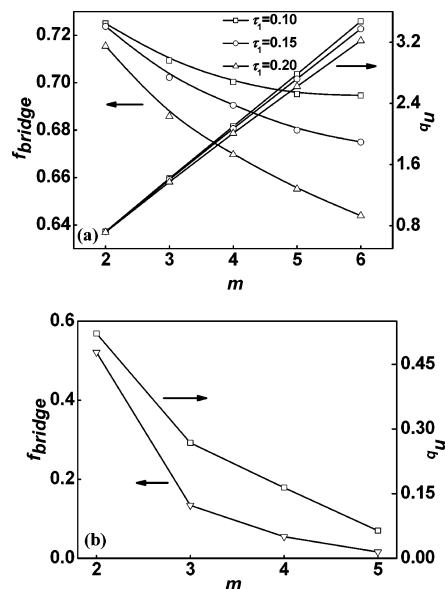 0.72
0.70
0.68
0.66
0.64
f_bridge
τ₁=0.10
τ₁=0.15
τ₁=0.20
3.2
2.4
1.6
0.8
n_b
(a)
2 3 4 5 6
m
0.6
0.4
0.2
0.0
f_bridge
0.45
0.30
0.15
0.00
n_b
(b)
2 3 4 5
m